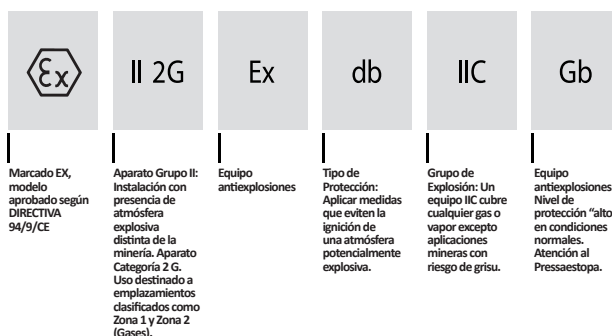 Ex
II 2G
Ex
db
IIC
Gb
Marcado EX,
modelo
aprobado según
DIRECTIVA
94/9/CE
Aparato Grupo II:
Instalación con
presencia de
atmósfera
explosiva
distinta de la
minería. Aparato
Categoría 2 G.
Uso destinado a
emplazamientos
clasificados como
Zona 1 y Zona 2
(Gases).
Equipo
antiexplosiones
Tipo de
Protección:
Aplicar medidas
que eviten la
ignición de
una atmósfera
potencialmente
explosiva.
Grupo de
Explosión: Un
equipo IIC cubre
cualquier gas o
vapor excepto
aplicaciones
mineras con
riesgo de grisu.
Equipo
antiexplosiones
Nivel de
protección “alto
en condiciones
normales.
Atención al
Pressaestopa.